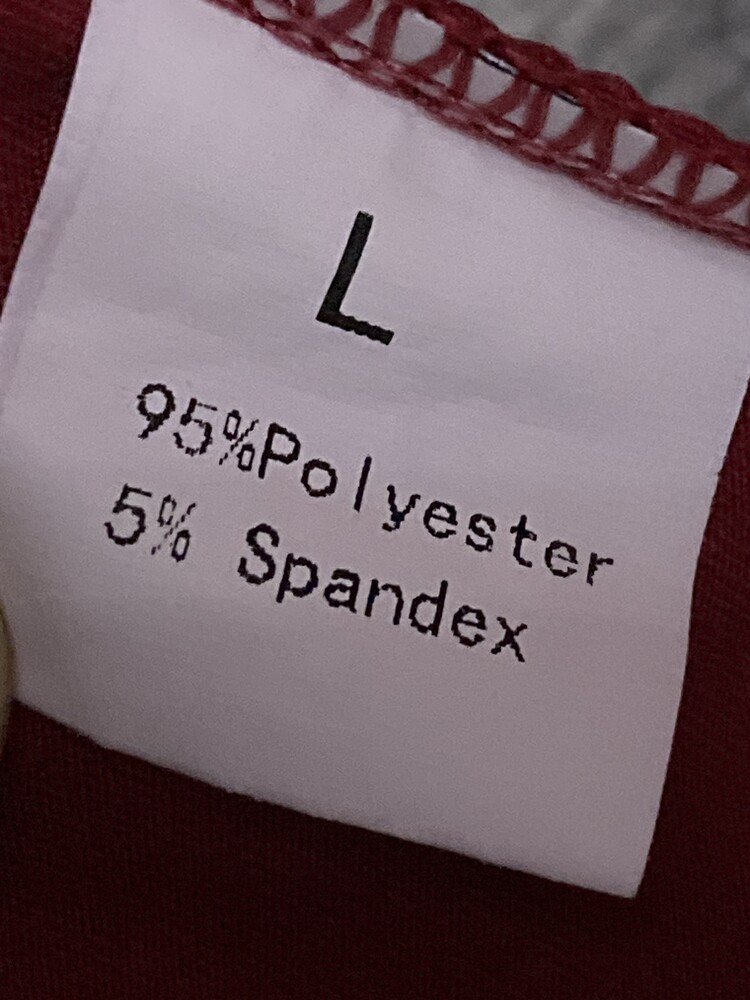 L
95%Polyester
5% Spandex